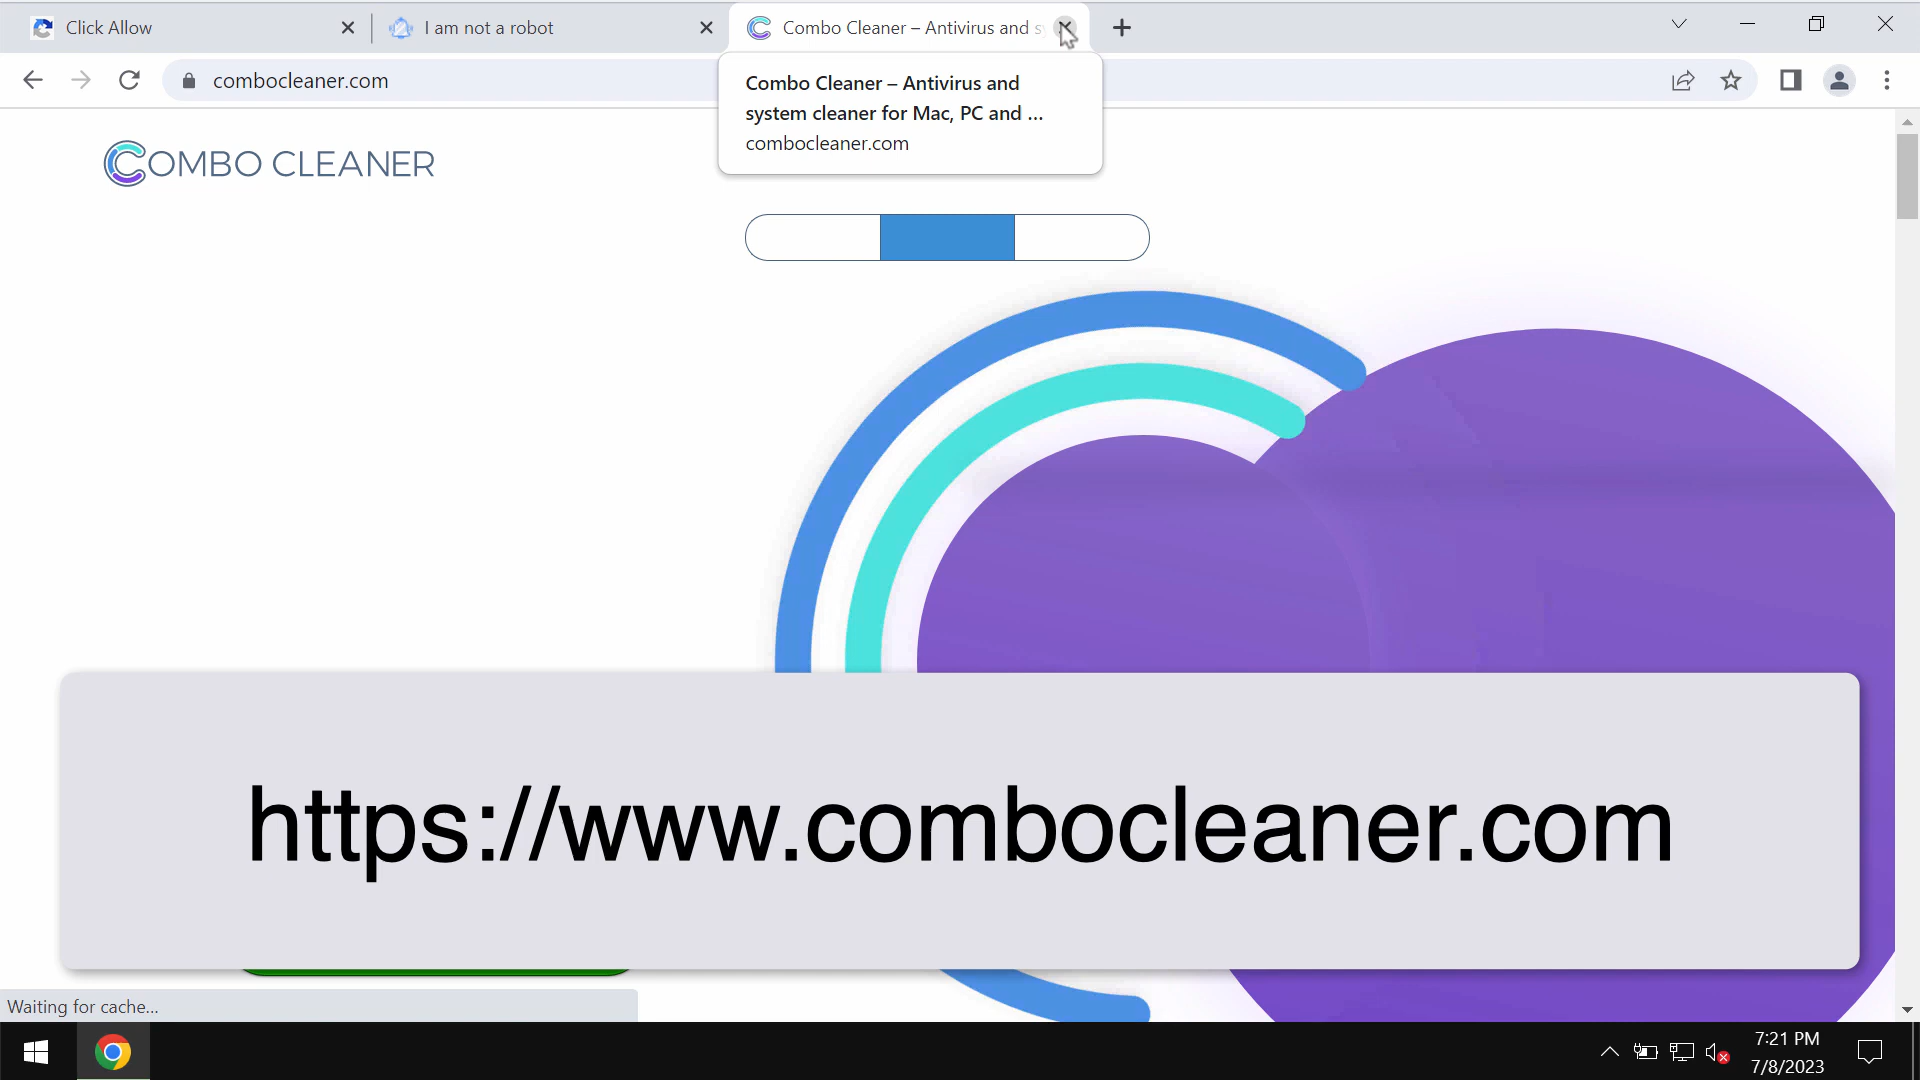 Click Allow
I am not a robot
Combo Cleaner – Antivirus and sy
combocleaner.com
Combo Cleaner – Antivirus and
system cleaner for Mac, PC and ...
combocleaner.com
COMBO CLEANER
https://www.combocleaner.com
Waiting for cache...
7:21 PM
7/8/2023